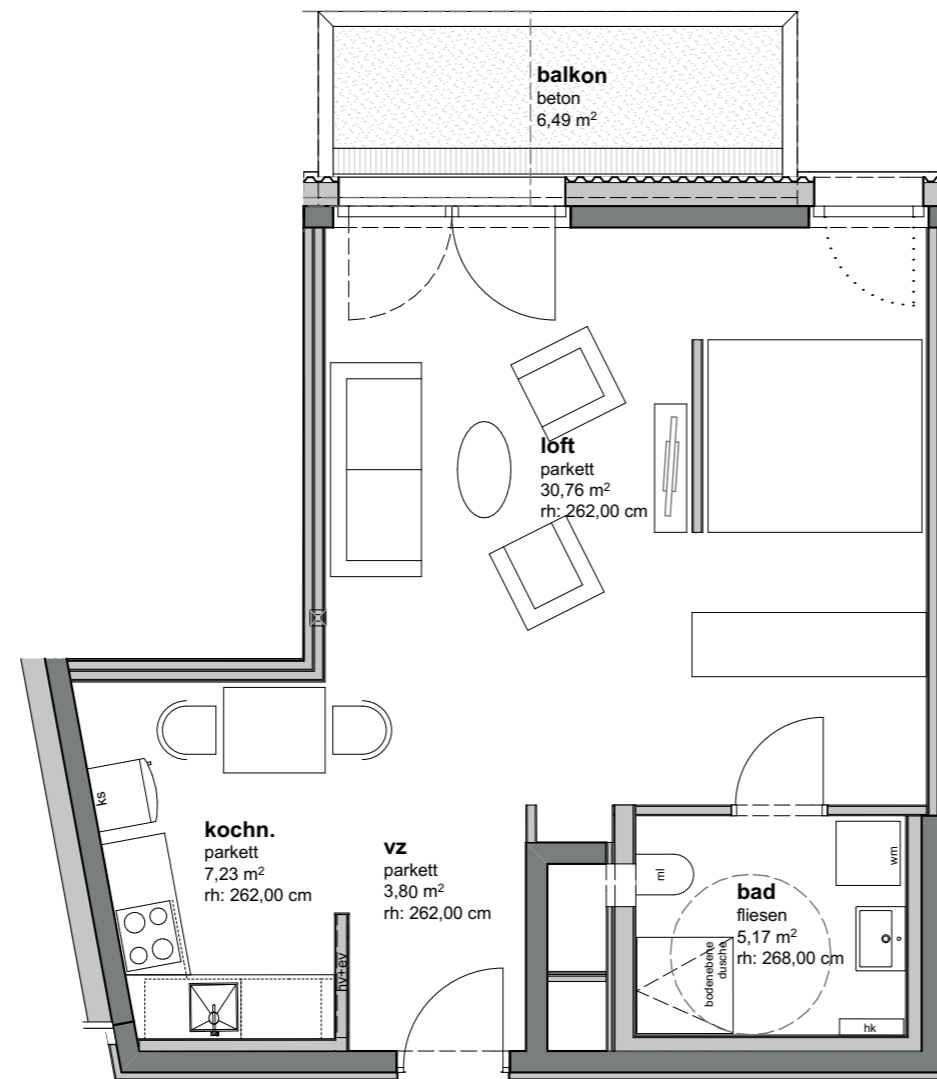 balkon
beton
6,49 m²
loft
parkett
30,76 m²
rh: 262,00 cm
ks
kochn.
parkett
7,23 m²
rh: 262,00 cm
vz
parkett
3,80 m²
rh: 262,00 cm
hv+ev
ml
wm
bad
fliesen
5,17 m²
rh: 268,00 cm
bodenebene
dusche
hk